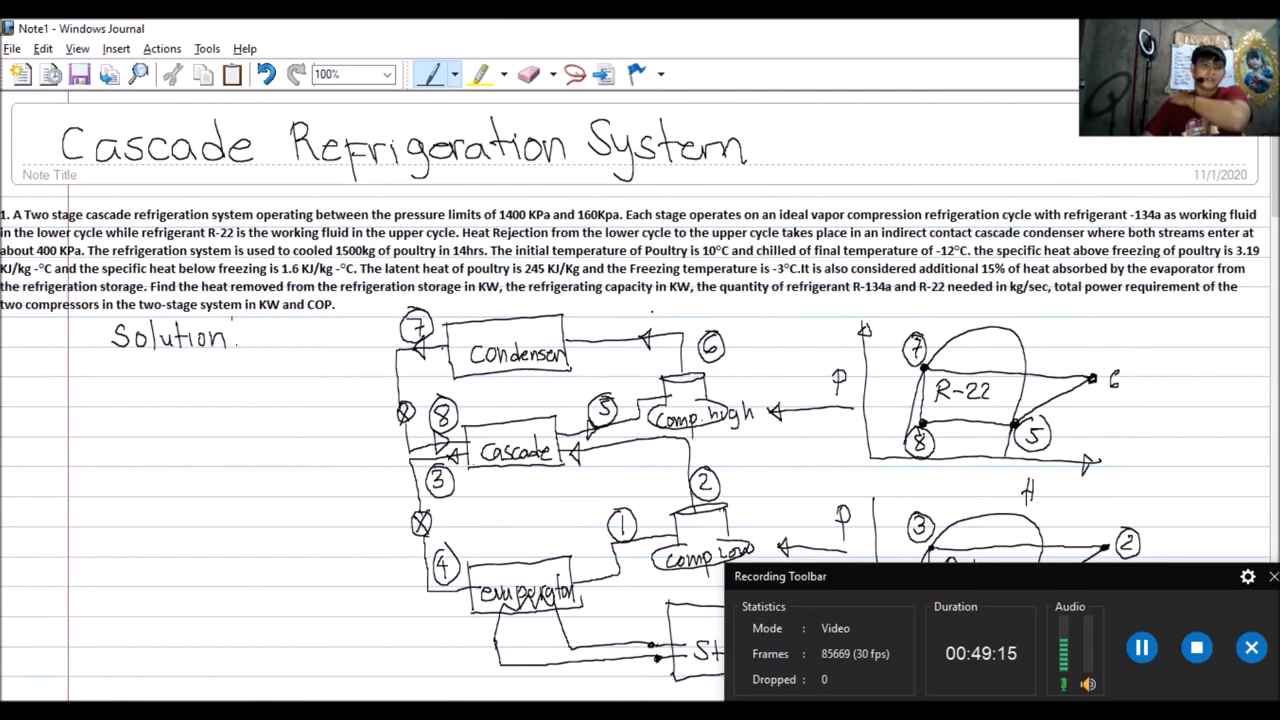 Note1 - Windows Journal
File Edit View Insert Actions Tools Help
100%
Cascade Refrigeration System
Note Title
11/1/2020
1. A Two stage cascade refrigeration system operating between the pressure limits of 1400 KPa and 160Kpa. Each stage operates on an ideal vapor compression refrigeration cycle with refrigerant -134a as working fluid
in the lower cycle while refrigerant R-22 is the working fluid in the upper cycle. Heat Rejection from the lower cycle to the upper cycle takes place in an indirect contact cascade condenser where both streams enter at
about 400 KPa. The refrigeration system is used to cooled 1500kg of poultry in 14hrs. The initial temperature of Poultry is 10°C and chilled of final temperature of -12°C. the specific heat above freezing of poultry is 3.19
KJ/kg -°C and the specific heat below freezing is 1.6 KJ/kg -°C. The latent heat of poultry is 245 KJ/Kg and the Freezing temperature is -3°C.It is also considered additional 15% of heat absorbed by the evaporator from
the refrigeration storage. Find the heat removed from the refrigeration storage in KW, the refrigerating capacity in KW, the quantity of refrigerant R-134a and R-22 needed in kg/sec, total power requirement of the
two compressors in the two-stage system in KW and COP.
Solution:
7
condenser
6
7
6
P
R-22
8
5
comp. high
8
5
cascade
3
H
2
P
3
2
1
comp Low
4
evaporator
St
Recording Toolbar
Statistics
Duration
Audio
Mode : Video
Frames : 85669 (30 fps)
00:49:15
Dropped : 0